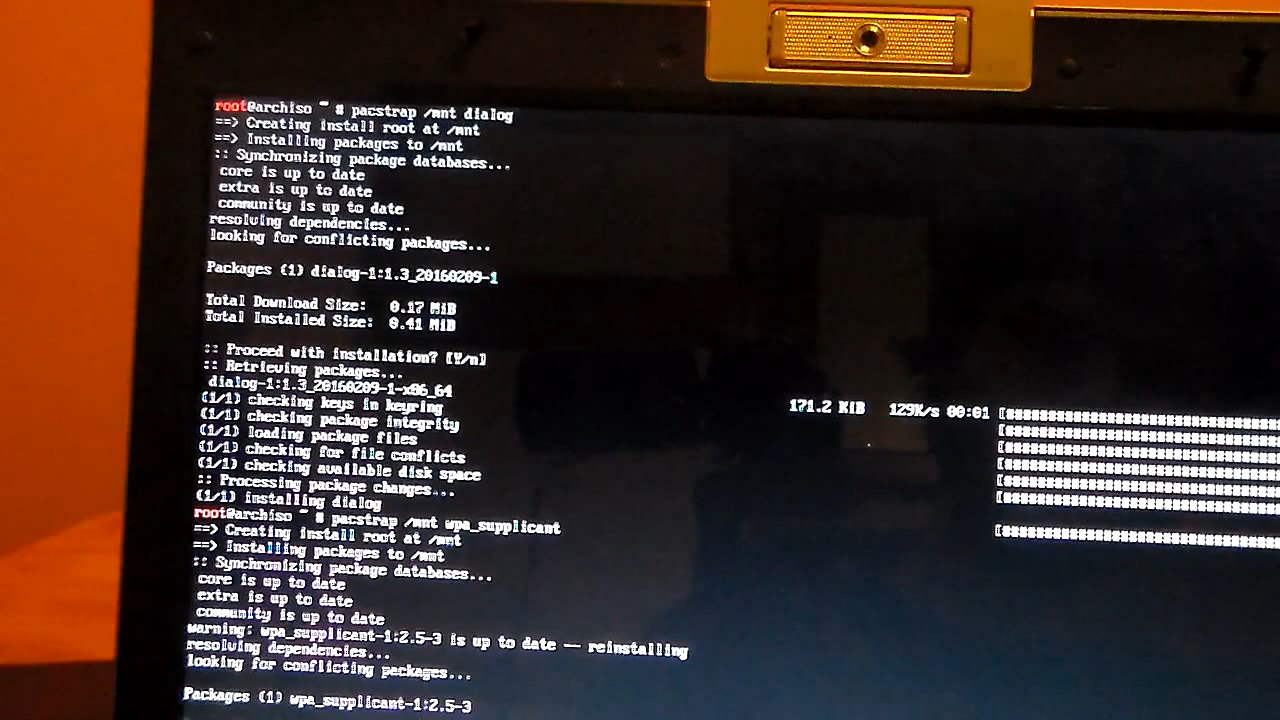 root@archiso ~ # pacstrap /mnt dialog
==> Creating install root at /mnt
==> Installing packages to /mnt
:: Synchronizing package databases...
core is up to date
extra is up to date
community is up to date
resolving dependencies...
looking for conflicting packages...
Packages (1) dialog-1:1.3_20160209-1
Total Download Size: 0.17 MiB
Total Installed Size: 0.41 MiB
:: Proceed with installation? [Y/n]
:: Retrieving packages...
dialog-1:1.3_20160209-1-x86_64 171.2 KiB 129K/s 00:01 [####################
(1/1) checking keys in keyring [####################
(1/1) checking package integrity [####################
(1/1) loading package files [####################
(1/1) checking for file conflicts [####################
(1/1) checking available disk space [####################
:: Processing package changes...
(1/1) installing dialog [####################
root@archiso ~ # pacstrap /mnt wpa_supplicant
==> Creating install root at /mnt
==> Installing packages to /mnt
:: Synchronizing package databases...
core is up to date
extra is up to date
community is up to date
warning: wpa_supplicant-1:2.5-3 is up to date -- reinstalling
resolving dependencies...
looking for conflicting packages...
Packages (1) wpa_supplicant-1:2.5-3